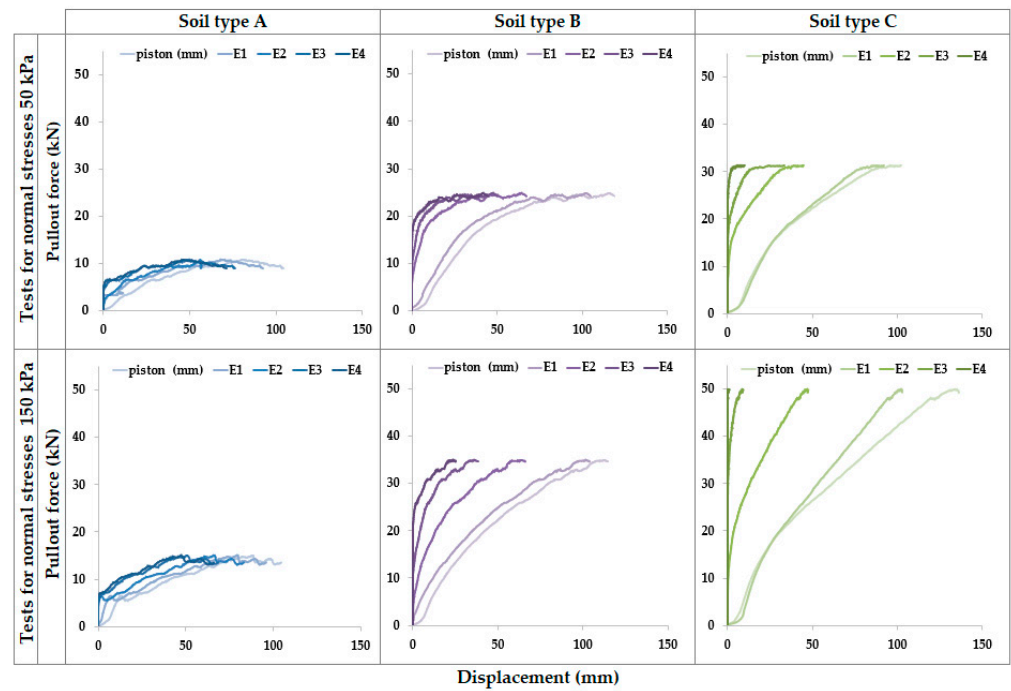 Soil type A Soil type B Soil type C
Tests for normal stresses 50 kPa
Pullout force (kN)
piston (mm) E1 E2 E3 E4
50
40
30
20
10
0
0 50 100 150
piston (mm) E1 E2 E3 E4
50
40
30
20
10
0
0 50 100 150
piston (mm) E1 E2 E3 E4
50
40
30
20
10
0
0 50 100 150
Tests for normal stresses 150 kPa
Pullout force (kN)
piston (mm) E1 E2 E3 E4
50
40
30
20
10
0
0 50 100 150
piston (mm) E1 E2 E3 E4
50
40
30
20
10
0
0 50 100 150
piston (mm) E1 E2 E3 E4
50
40
30
20
10
0
0 50 100 150
Displacement (mm)